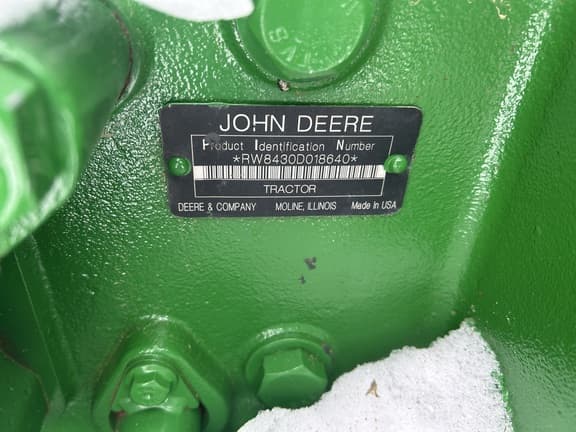 JOHN DEERE
Product Identification Number
*RW8430D018640*
TRACTOR
DEERE & COMPANY MOLINE, ILLINOIS Made In USA